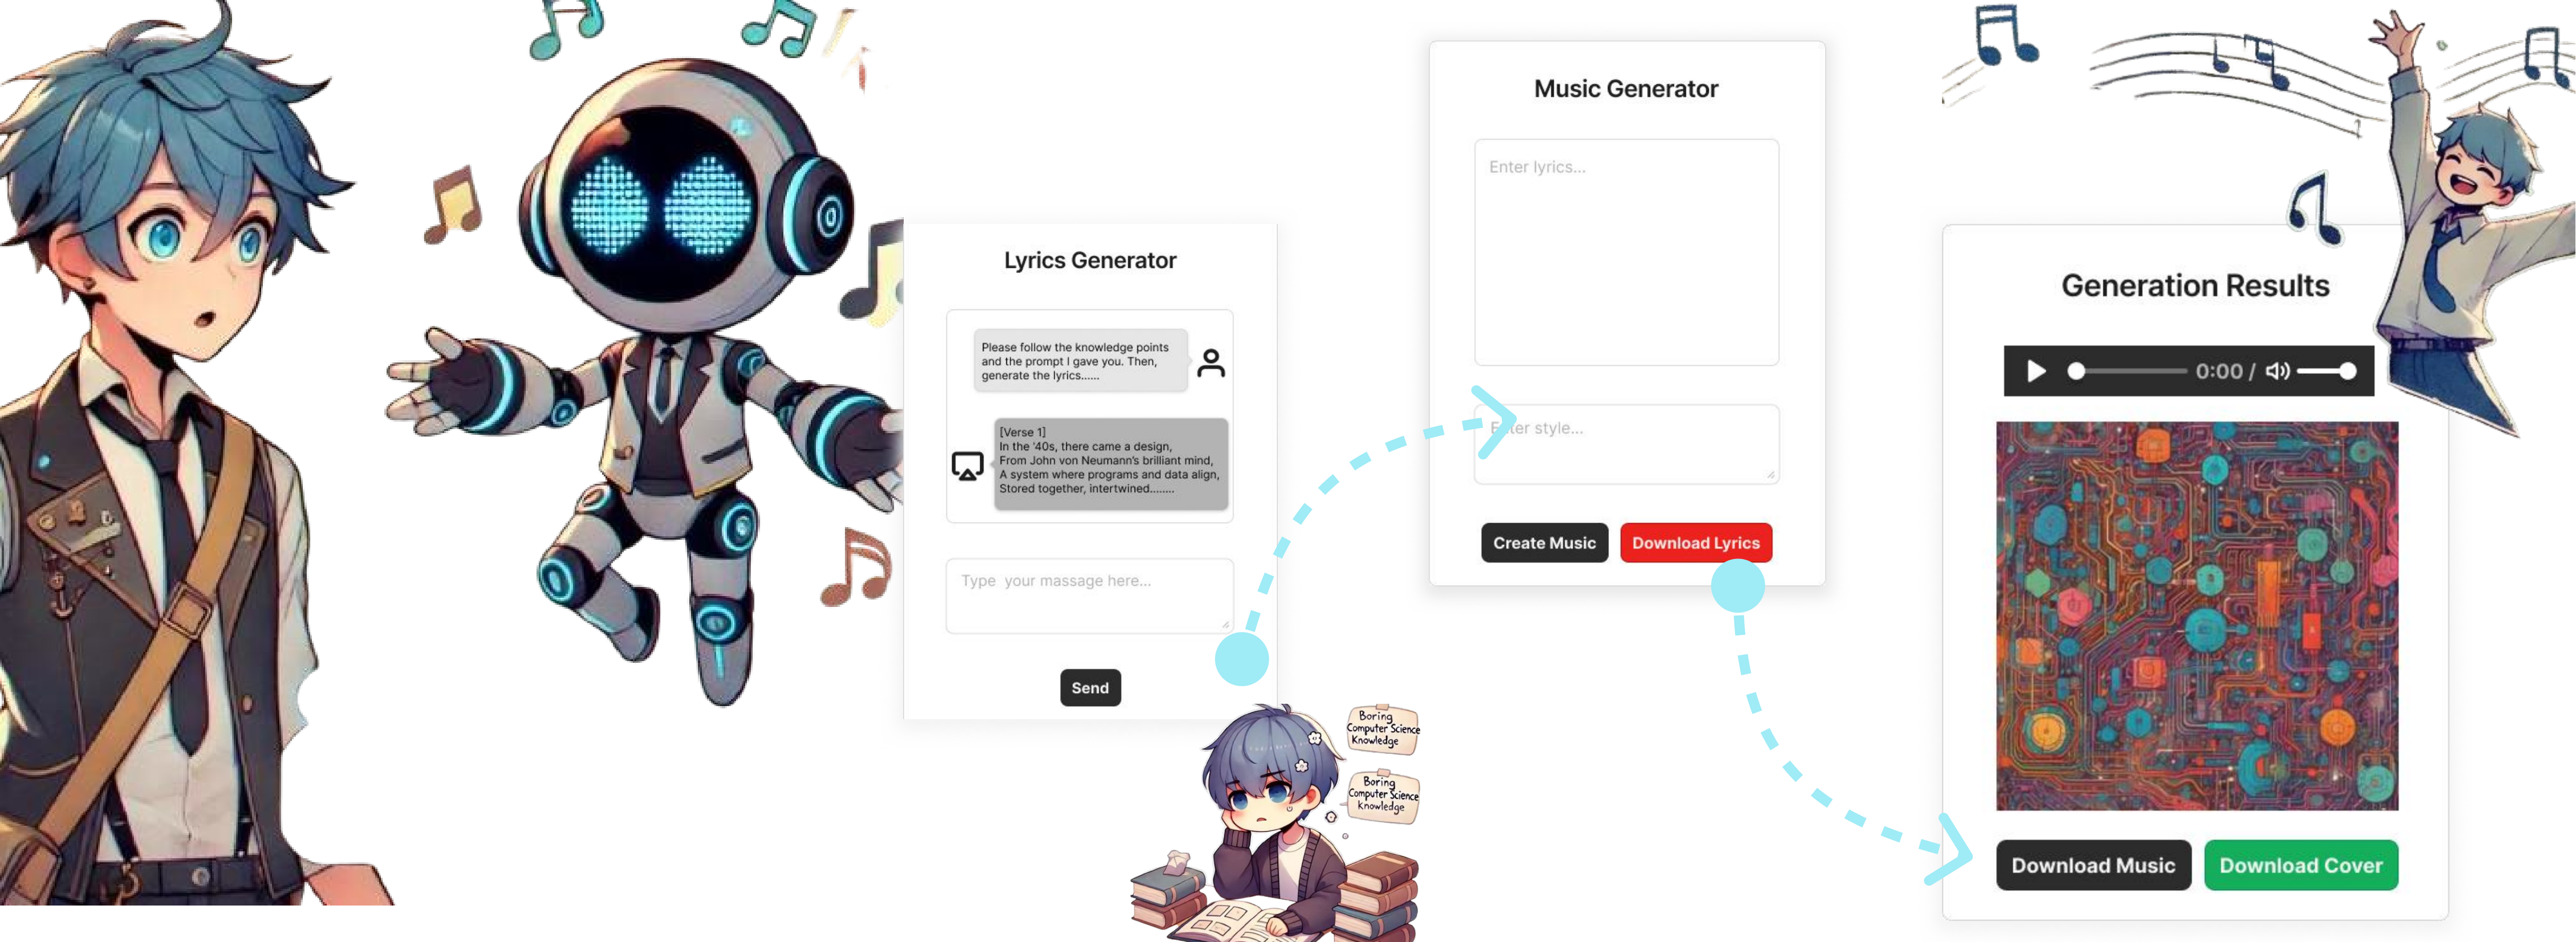 Lyrics Generator
Please follow the knowledge points
and the prompt I gave you. Then,
generate the lyrics......
[Verse 1]
In the '40s, there came a design,
From John von Neumann's brilliant mind,
A system where programs and data align,
Stored together, intertwined........
Type your massage here...
Send
Boring
Computer Science
Knowledge
Boring
Computer Science
Knowledge
Music Generator
Enter lyrics...
Enter style...
Create Music
Download Lyrics
Generation Results
0:00 /
Download Music
Download Cover